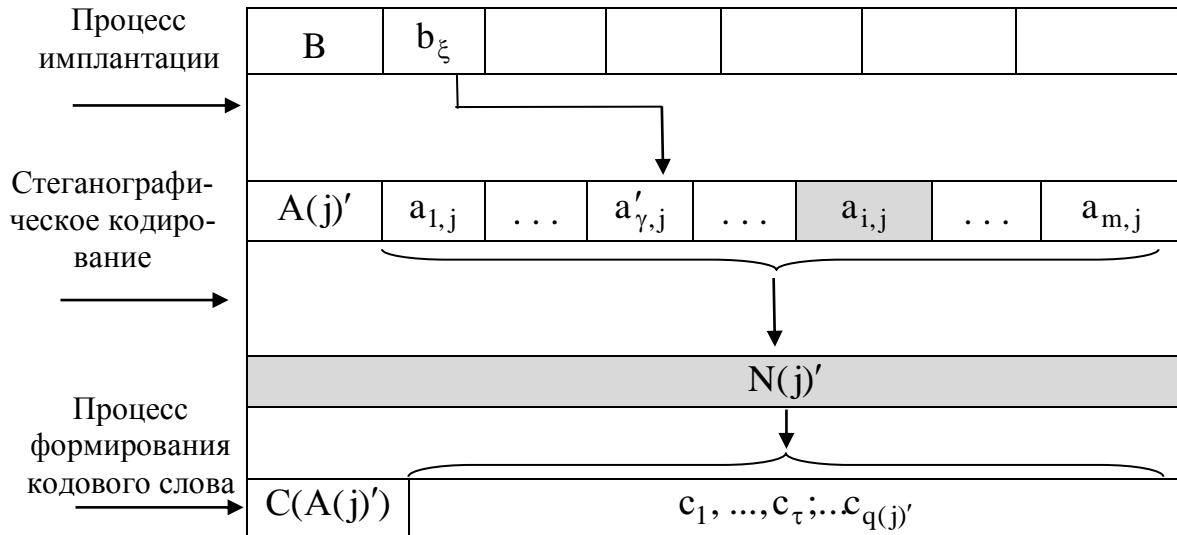 Процесс
имплантации
B b_ξ
Стеганографи-
ческое кодиро-
вание
A(j)′ a_{1,j} . . . a′_{γ,j} . . . a_{i,j} . . . a_{m,j}
N(j)′
Процесс
формирования
кодового слова
C(A(j)′) c_1, ..., c_τ;...c_{q(j)′}